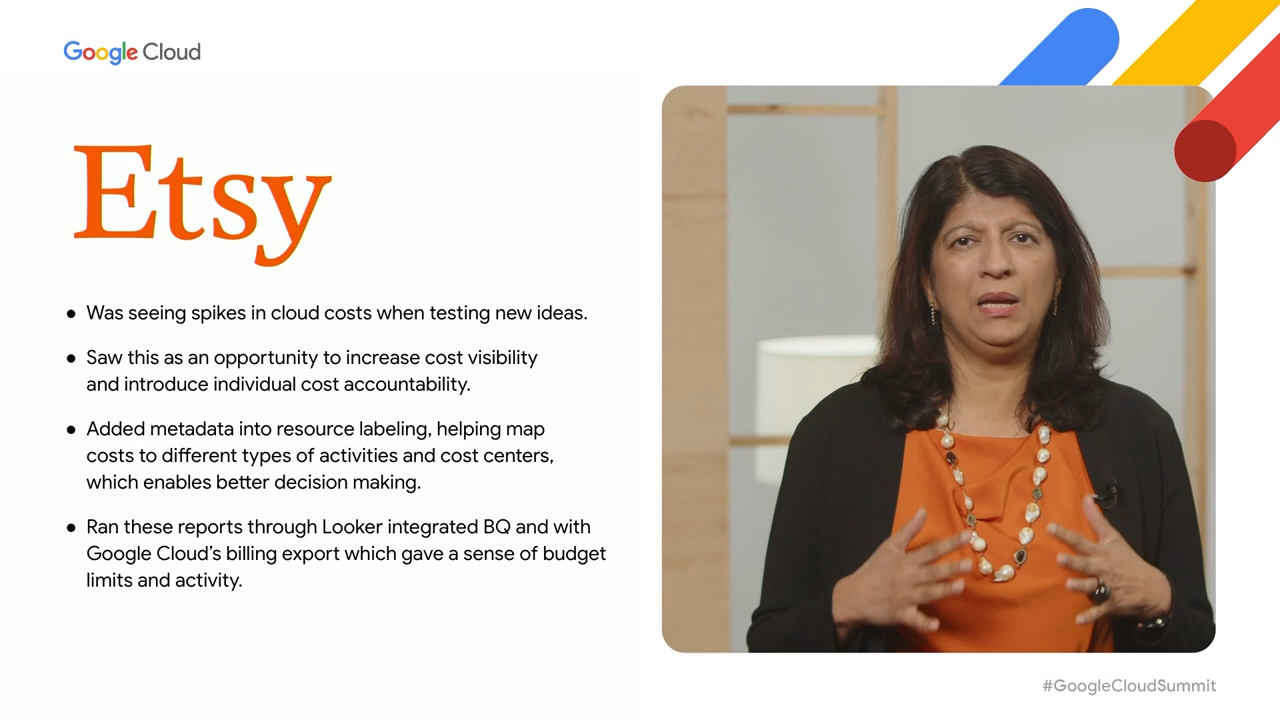 Google Cloud
Etsy
● Was seeing spikes in cloud costs when testing new ideas.
● Saw this as an opportunity to increase cost visibility
and introduce individual cost accountability.
● Added metadata into resource labeling, helping map
costs to different types of activities and cost centers,
which enables better decision making.
● Ran these reports through Looker integrated BQ and with
Google Cloud’s billing export which gave a sense of budget
limits and activity.
#GoogleCloudSummit